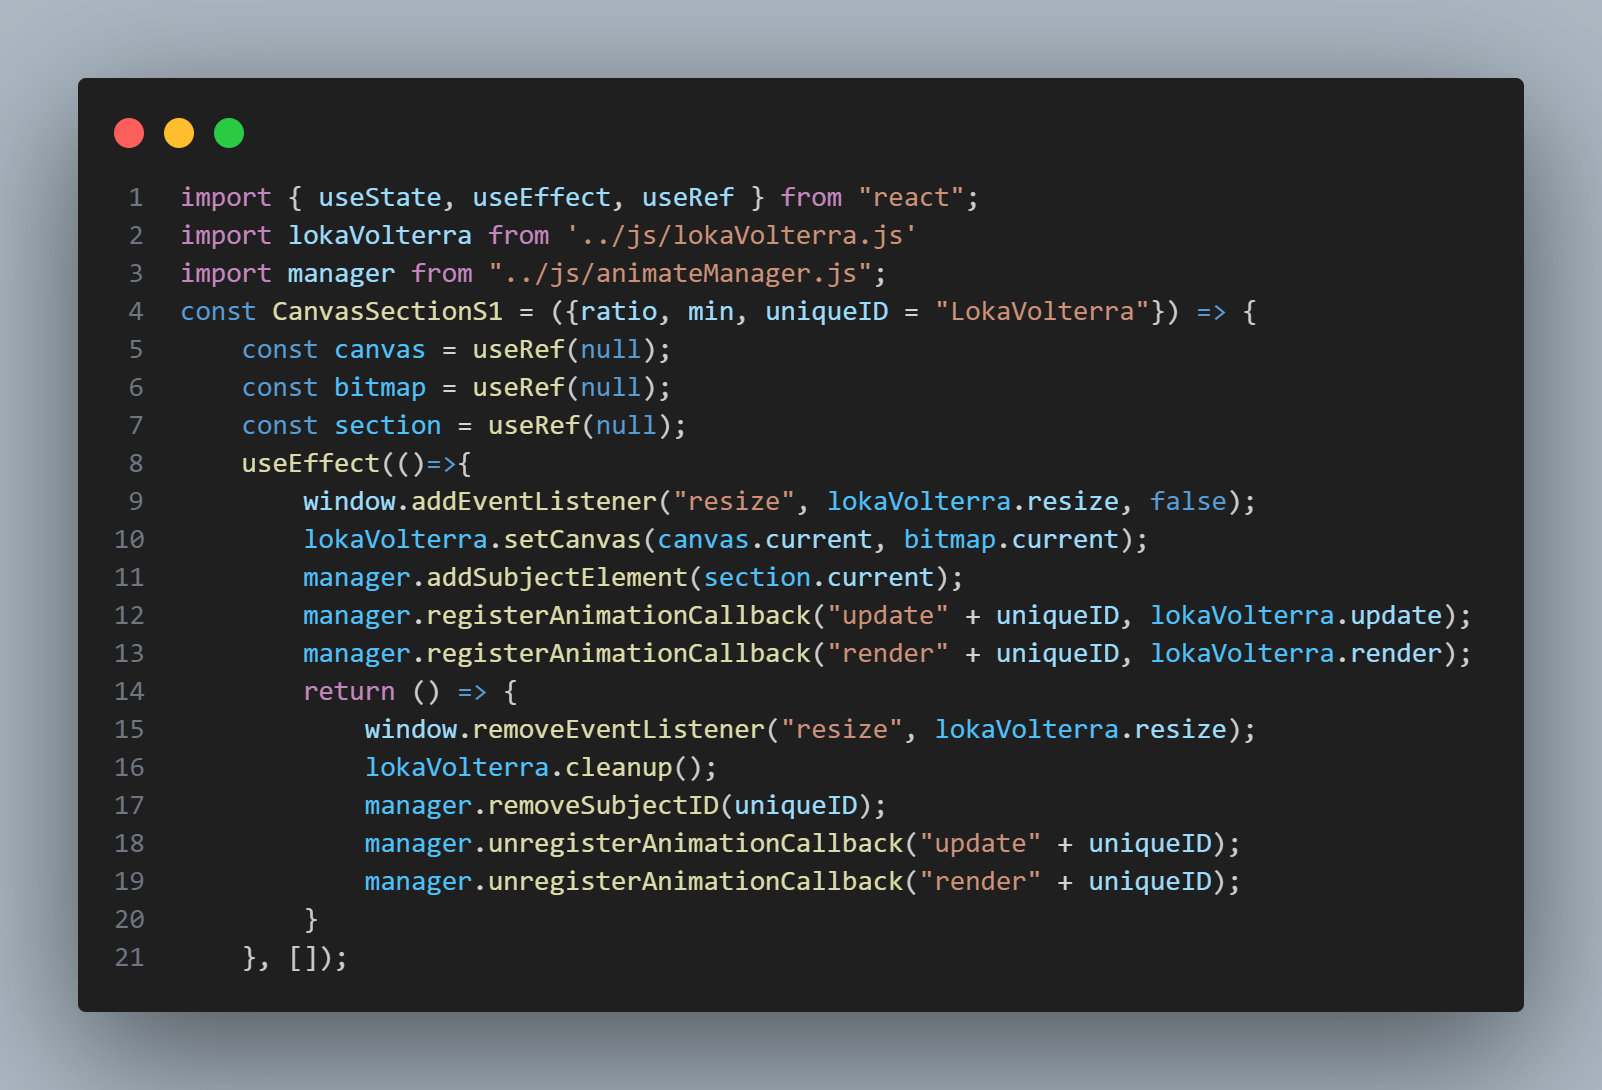 1 import { useState, useEffect, useRef } from "react";
2 import lokaVolterra from '../js/lokaVolterra.js'
3 import manager from "../js/animateManager.js";
4 const CanvasSectionS1 = ({ratio, min, uniqueID = "LokaVolterra"}) => {
5     const canvas = useRef(null);
6     const bitmap = useRef(null);
7     const section = useRef(null);
8     useEffect(()=>{
9         window.addEventListener("resize", lokaVolterra.resize, false);
10         lokaVolterra.setCanvas(canvas.current, bitmap.current);
11         manager.addSubjectElement(section.current);
12         manager.registerAnimationCallback("update" + uniqueID, lokaVolterra.update);
13         manager.registerAnimationCallback("render" + uniqueID, lokaVolterra.render);
14         return () => {
15             window.removeEventListener("resize", lokaVolterra.resize);
16             lokaVolterra.cleanup();
17             manager.removeSubjectID(uniqueID);
18             manager.unregisterAnimationCallback("update" + uniqueID);
19             manager.unregisterAnimationCallback("render" + uniqueID);
20         }
21     }, []);